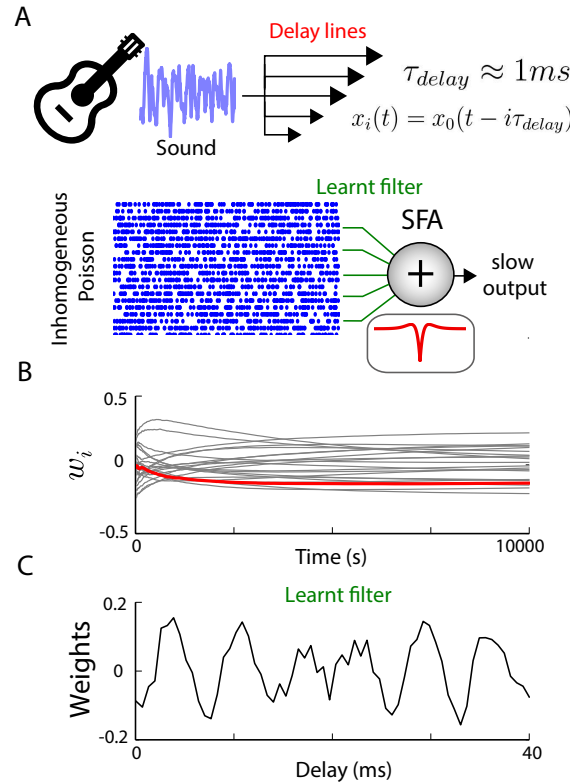 A
Delay lines
τ_delay ≈ 1ms
x_i(t) = x_0(t − iτ_delay)
Sound
Learnt filter
Inhomogeneous
Poisson
SFA
+
slow
output
B
0.5
w_i
0
-0.5
0
10000
Time (s)
C
Learnt filter
0.2
Weights
0
-0.2
0
40
Delay (ms)